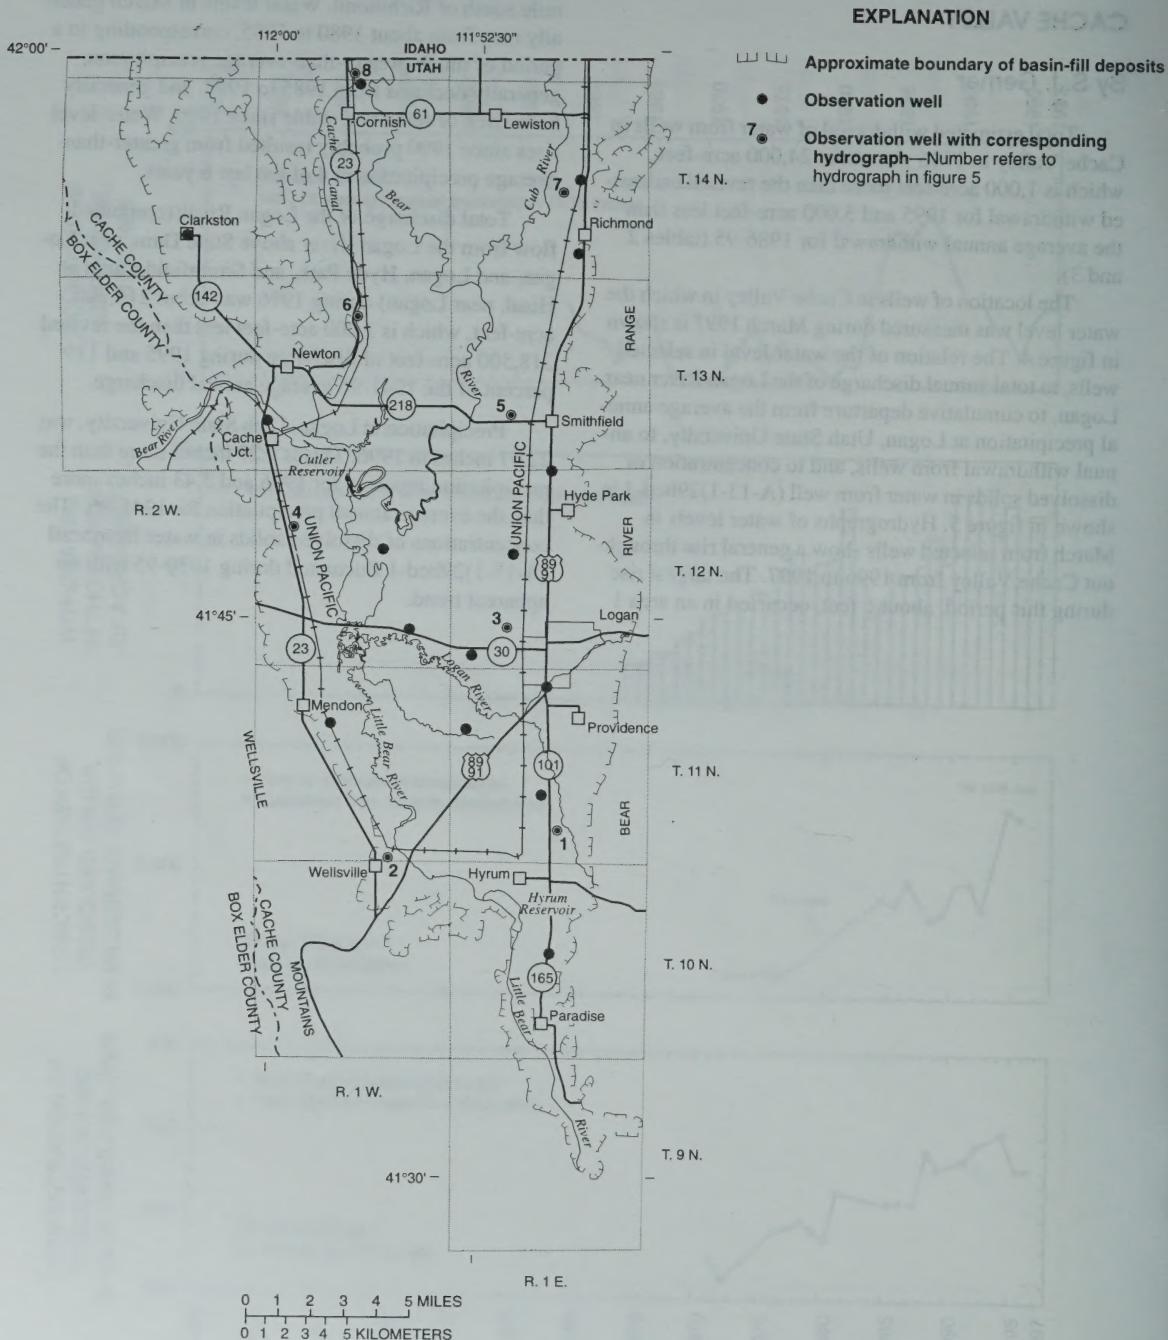 EXPLANATION
Approximate boundary of basin-fill deposits
Observation well
7 Observation well with corresponding
hydrograph—Number refers to
hydrograph in figure 5
112°00'
111°52'30"
42°00'
IDAHO
UTAH
8
Cornish
61
Lewiston
Cache Canal
23
Bear
River
Cub River
7
T. 14 N.
Richmond
Clarkston
CACHE COUNTY
BOX ELDER COUNTY
142
6
RANGE
Newton
T. 13 N.
218
5
Smithfield
Bear River
Cache
Jct.
Cutler
Reservoir
UNION PACIFIC
Hyde Park
R. 2 W.
4
UNION PACIFIC
RIVER
89
91
T. 12 N.
41°45'
3
Logan
30
23
Logan River
Mendon
Little Bear River
Providence
WELLSVILLE
89
91
101
T. 11 N.
BEAR
1
Wellsville
2
Hyrum
Hyrum
Reservoir
CACHE COUNTY
BOX ELDER COUNTY
MOUNTAINS
T. 10 N.
165
Little Bear
River
Paradise
R. 1 W.
T. 9 N.
41°30'
R. 1 E.
0 1 2 3 4 5 MILES
0 1 2 3 4 5 KILOMETERS